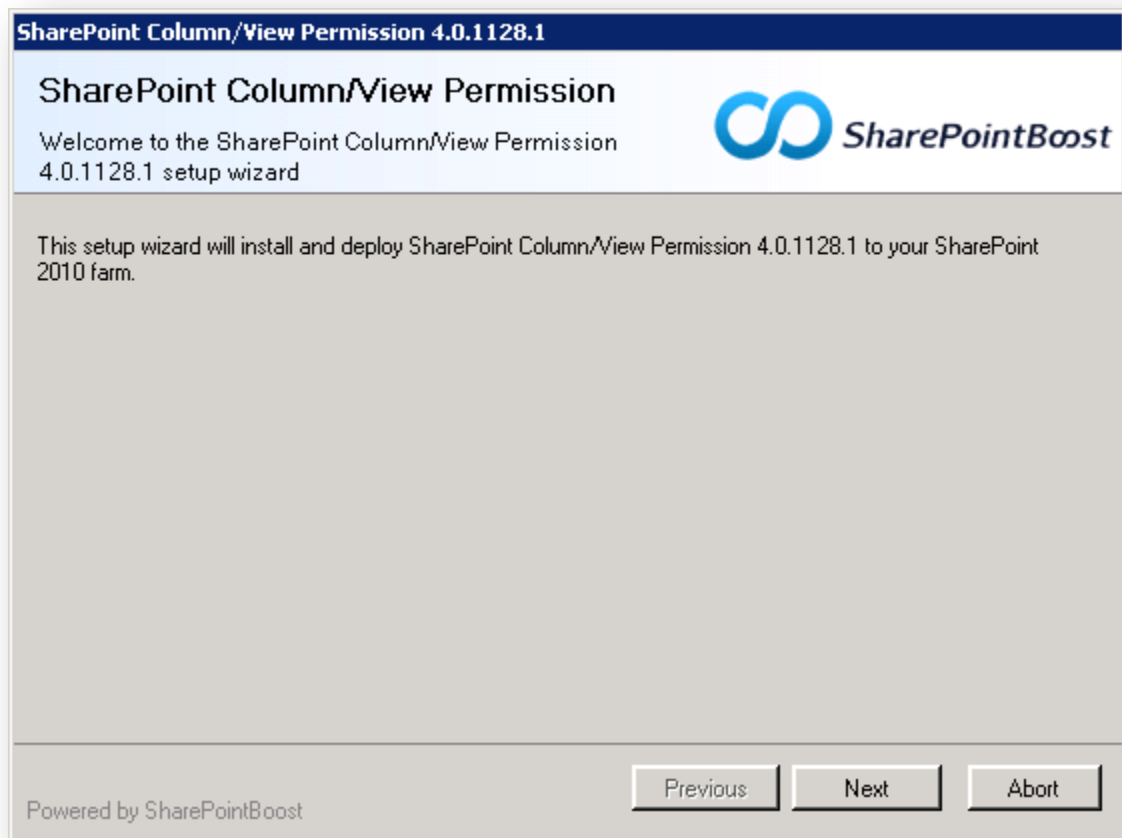 SharePoint Column/View Permission 4.0.1128.1
SharePoint Column/View Permission
Welcome to the SharePoint Column/View Permission
4.0.1128.1 setup wizard
SharePointBoost
This setup wizard will install and deploy SharePoint Column/View Permission 4.0.1128.1 to your SharePoint
2010 farm.
Previous
Next
Abort
Powered by SharePointBoost